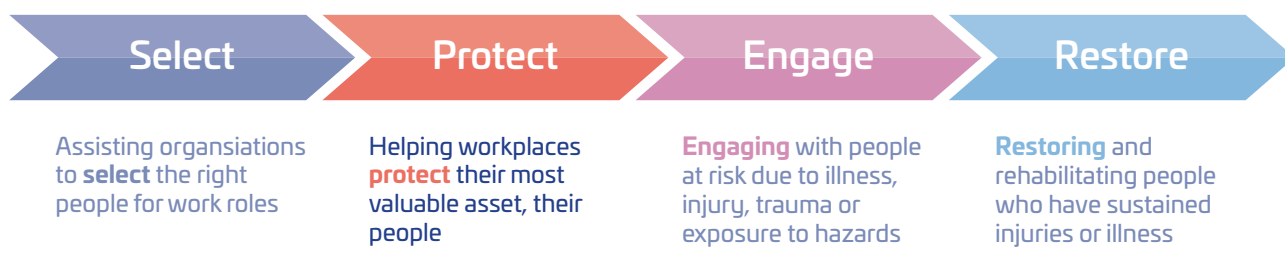 Select
Protect
Engage
Restore
Assisting organsiations
to select the right
people for work roles
Helping workplaces
protect their most
valuable asset, their
people
Engaging with people
at risk due to illness,
injury, trauma or
exposure to hazards
Restoring and
rehabilitating people
who have sustained
injuries or illness